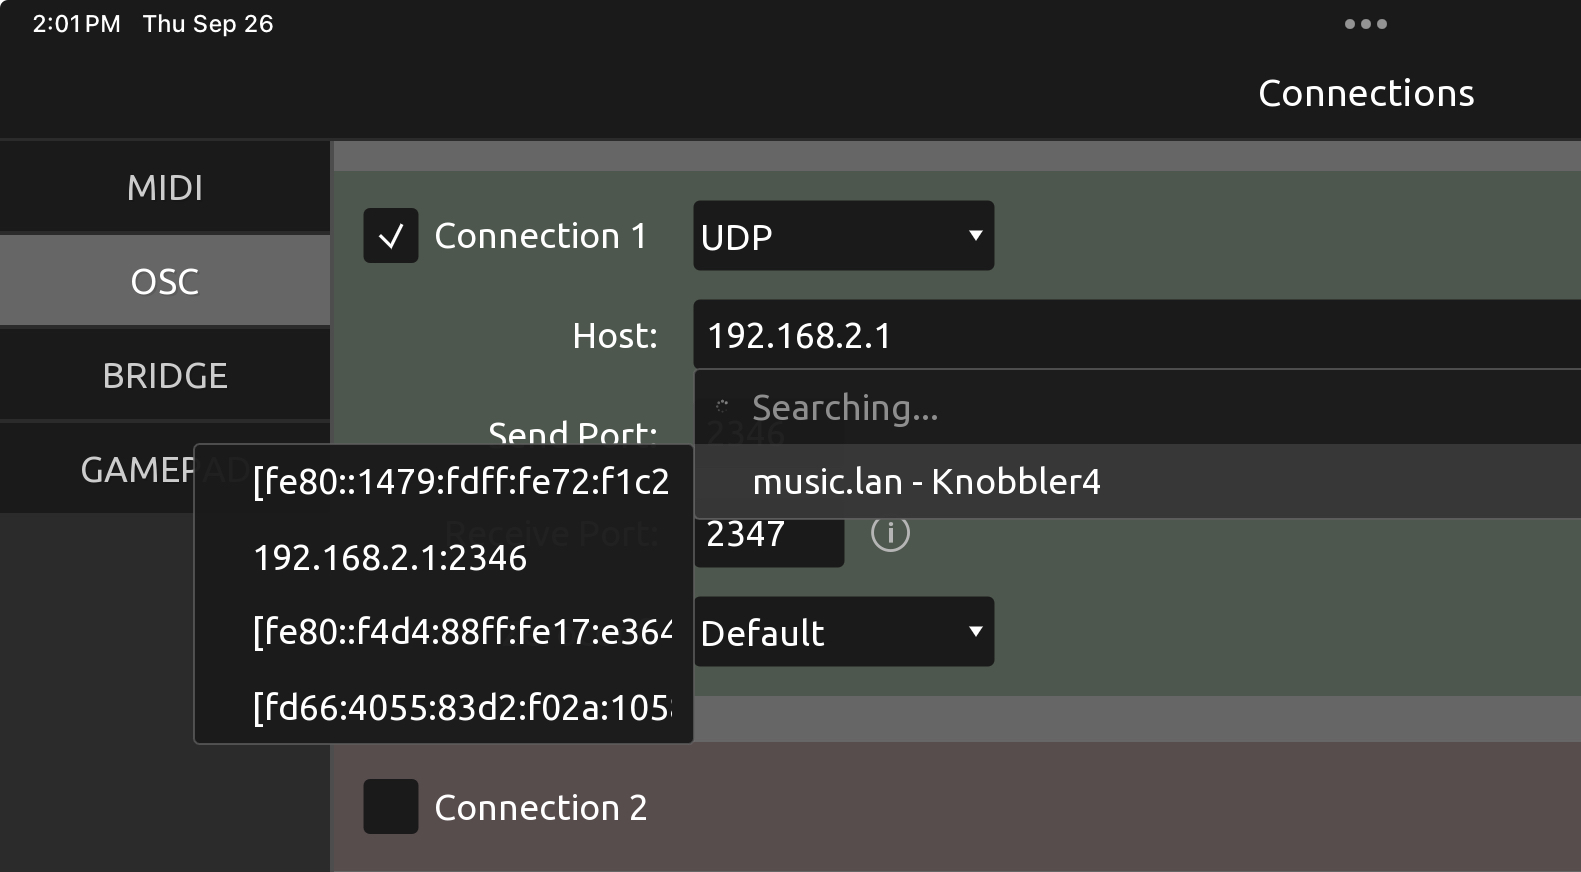 2:01 PM Thu Sep 26
Connections
MIDI
OSC
BRIDGE
GAMEPAD
Connection 1
UDP
Host:
192.168.2.1
Searching...
Send Port:
2346
music.lan - Knobbler4
[fe80::1479:fdff:fe72:f1c2
192.168.2.1:2346
[fe80::f4d4:88ff:fe17:e364
[fd66:4055:83d2:f02a:105
Receive Port:
2347
Default
Connection 2